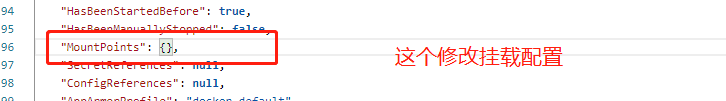 94 "HasBeenStartedBefore": true,
95 "HasBeenManuallyStopped": false,
96 "MountPoints": {},
97 "SecretReferences": null,
98 "ConfigReferences": null,
这个修改挂载配置
"AppArmorProfile": "docker-default"